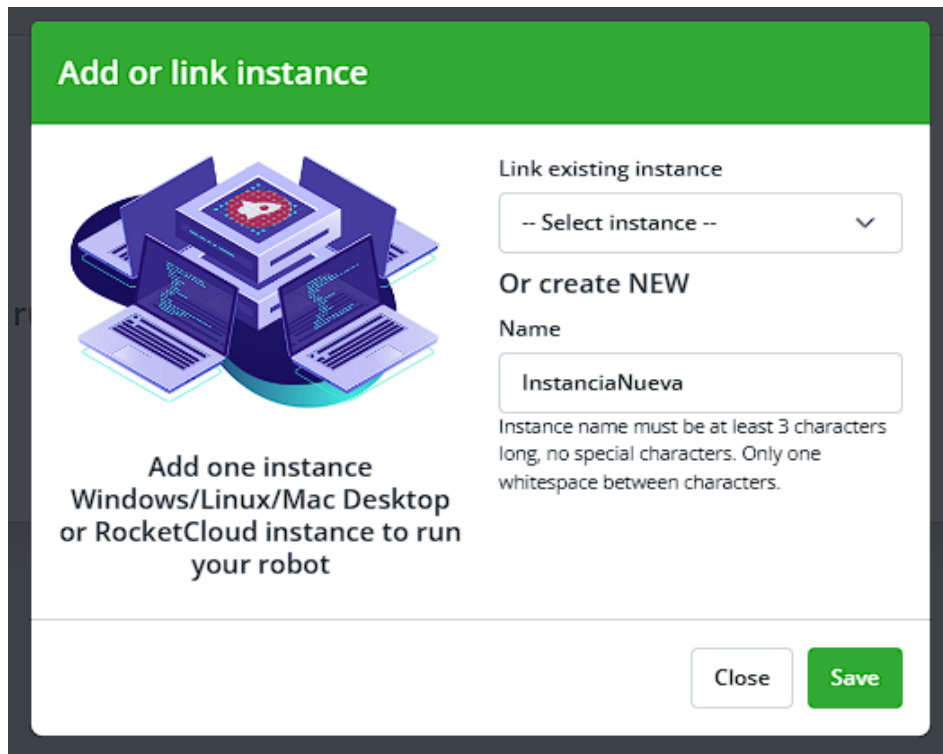 Add or link instance
Link existing instance
-- Select instance --
Or create NEW
Name
InstanciaNueva
Instance name must be at least 3 characters
long, no special characters. Only one
whitespace between characters.
Add one instance
Windows/Linux/Mac Desktop
or RocketCloud instance to run
your robot
Close
Save